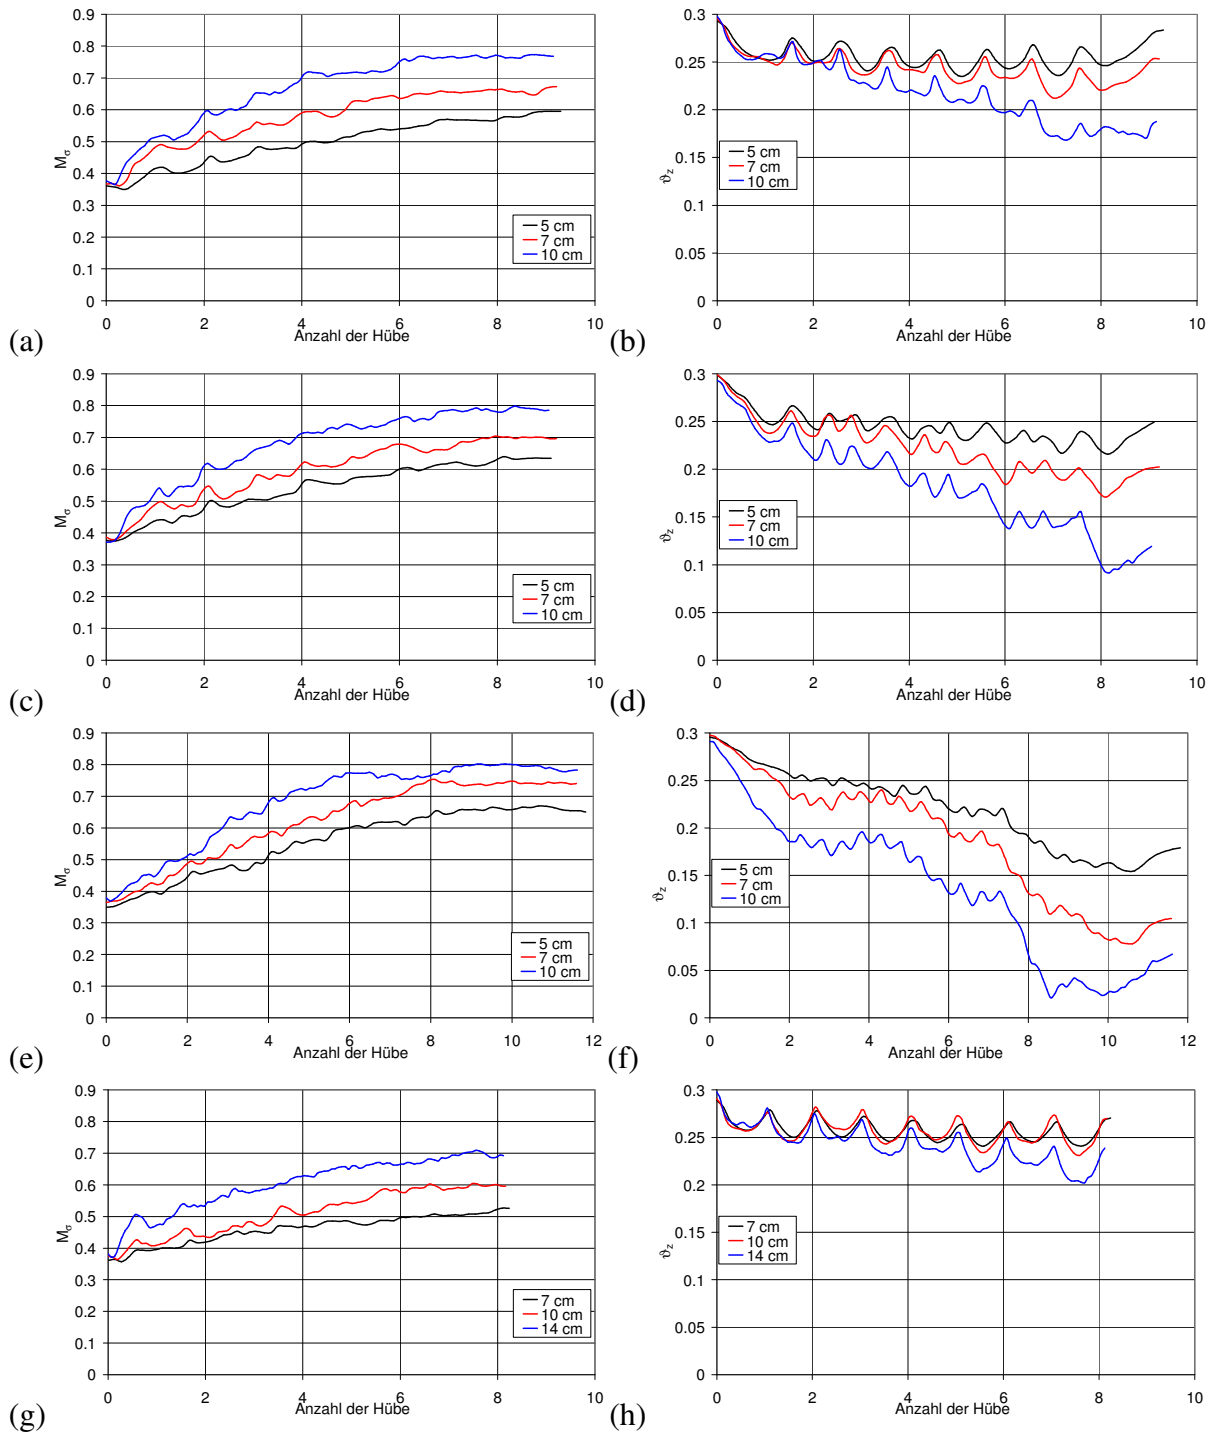 0.9
0.8
0.7
0.6
0.5
0.4
0.3
0.2
0.1
0
Mσ
5 cm
7 cm
10 cm
0 2 4 6 8 10
Anzahl der Hübe
(a)
0.3
0.25
0.2
0.15
0.1
0.05
0
ϑz
5 cm
7 cm
10 cm
0 2 4 6 8 10
Anzahl der Hübe
(b)
0.9
0.8
0.7
0.6
0.5
0.4
0.3
0.2
0.1
0
Mσ
5 cm
7 cm
10 cm
0 2 4 6 8 10
Anzahl der Hübe
(c)
0.3
0.25
0.2
0.15
0.1
0.05
0
ϑz
5 cm
7 cm
10 cm
0 2 4 6 8 10
Anzahl der Hübe
(d)
0.9
0.8
0.7
0.6
0.5
0.4
0.3
0.2
0.1
0
Mσ
5 cm
7 cm
10 cm
0 2 4 6 8 10 12
Anzahl der Hübe
(e)
0.3
0.25
0.2
0.15
0.1
0.05
0
ϑz
5 cm
7 cm
10 cm
0 2 4 6 8 10 12
Anzahl der Hübe
(f)
0.9
0.8
0.7
0.6
0.5
0.4
0.3
0.2
0.1
0
Mσ
7 cm
10 cm
14 cm
0 2 4 6 8 10
Anzahl der Hübe
(g)
0.3
0.25
0.2
0.15
0.1
0.05
0
ϑz
7 cm
10 cm
14 cm
0 2 4 6 8 10
Anzahl der Hübe
(h)